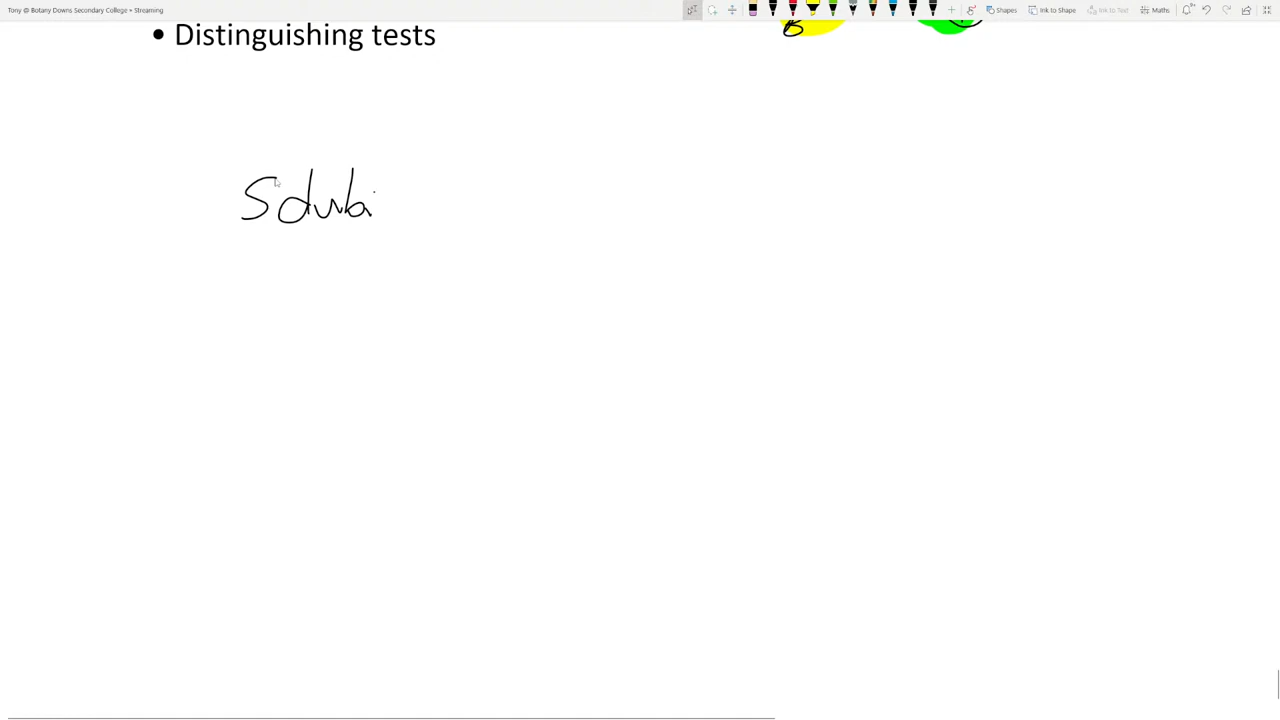 Tony @ Botany Downs Secondary College > Streaming
Shapes
Ink to Shape
Ink to Text
Maths
• Distinguishing tests
B
Solubi